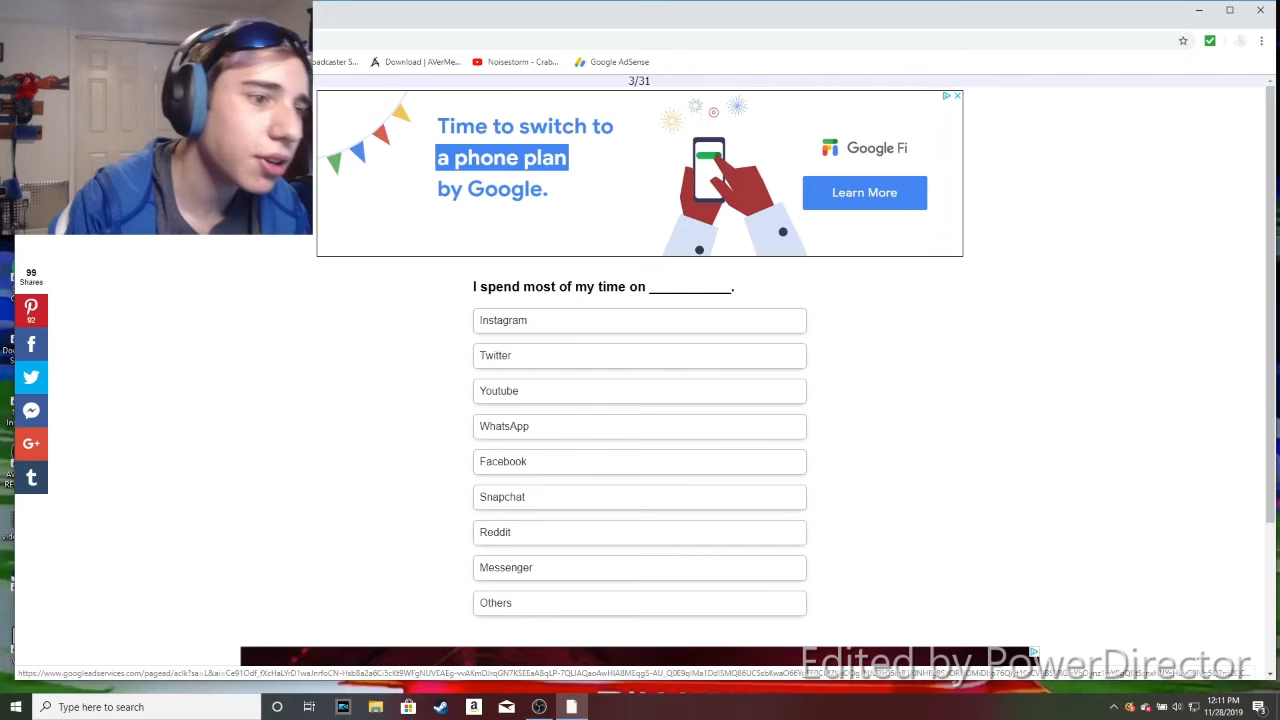 oadcaster S...
Download | AVerMe...
Noisestorm - Crab...
Google AdSense
3/31
Time to switch to
a phone plan
by Google.
Google Fi
Learn More
99
Shares
92
I spend most of my time on ___________.
Instagram
Twitter
Youtube
WhatsApp
Facebook
Snapchat
Reddit
Messenger
Others
Edited by PowerDirector
Type here to search
12:11 PM
11/28/2019